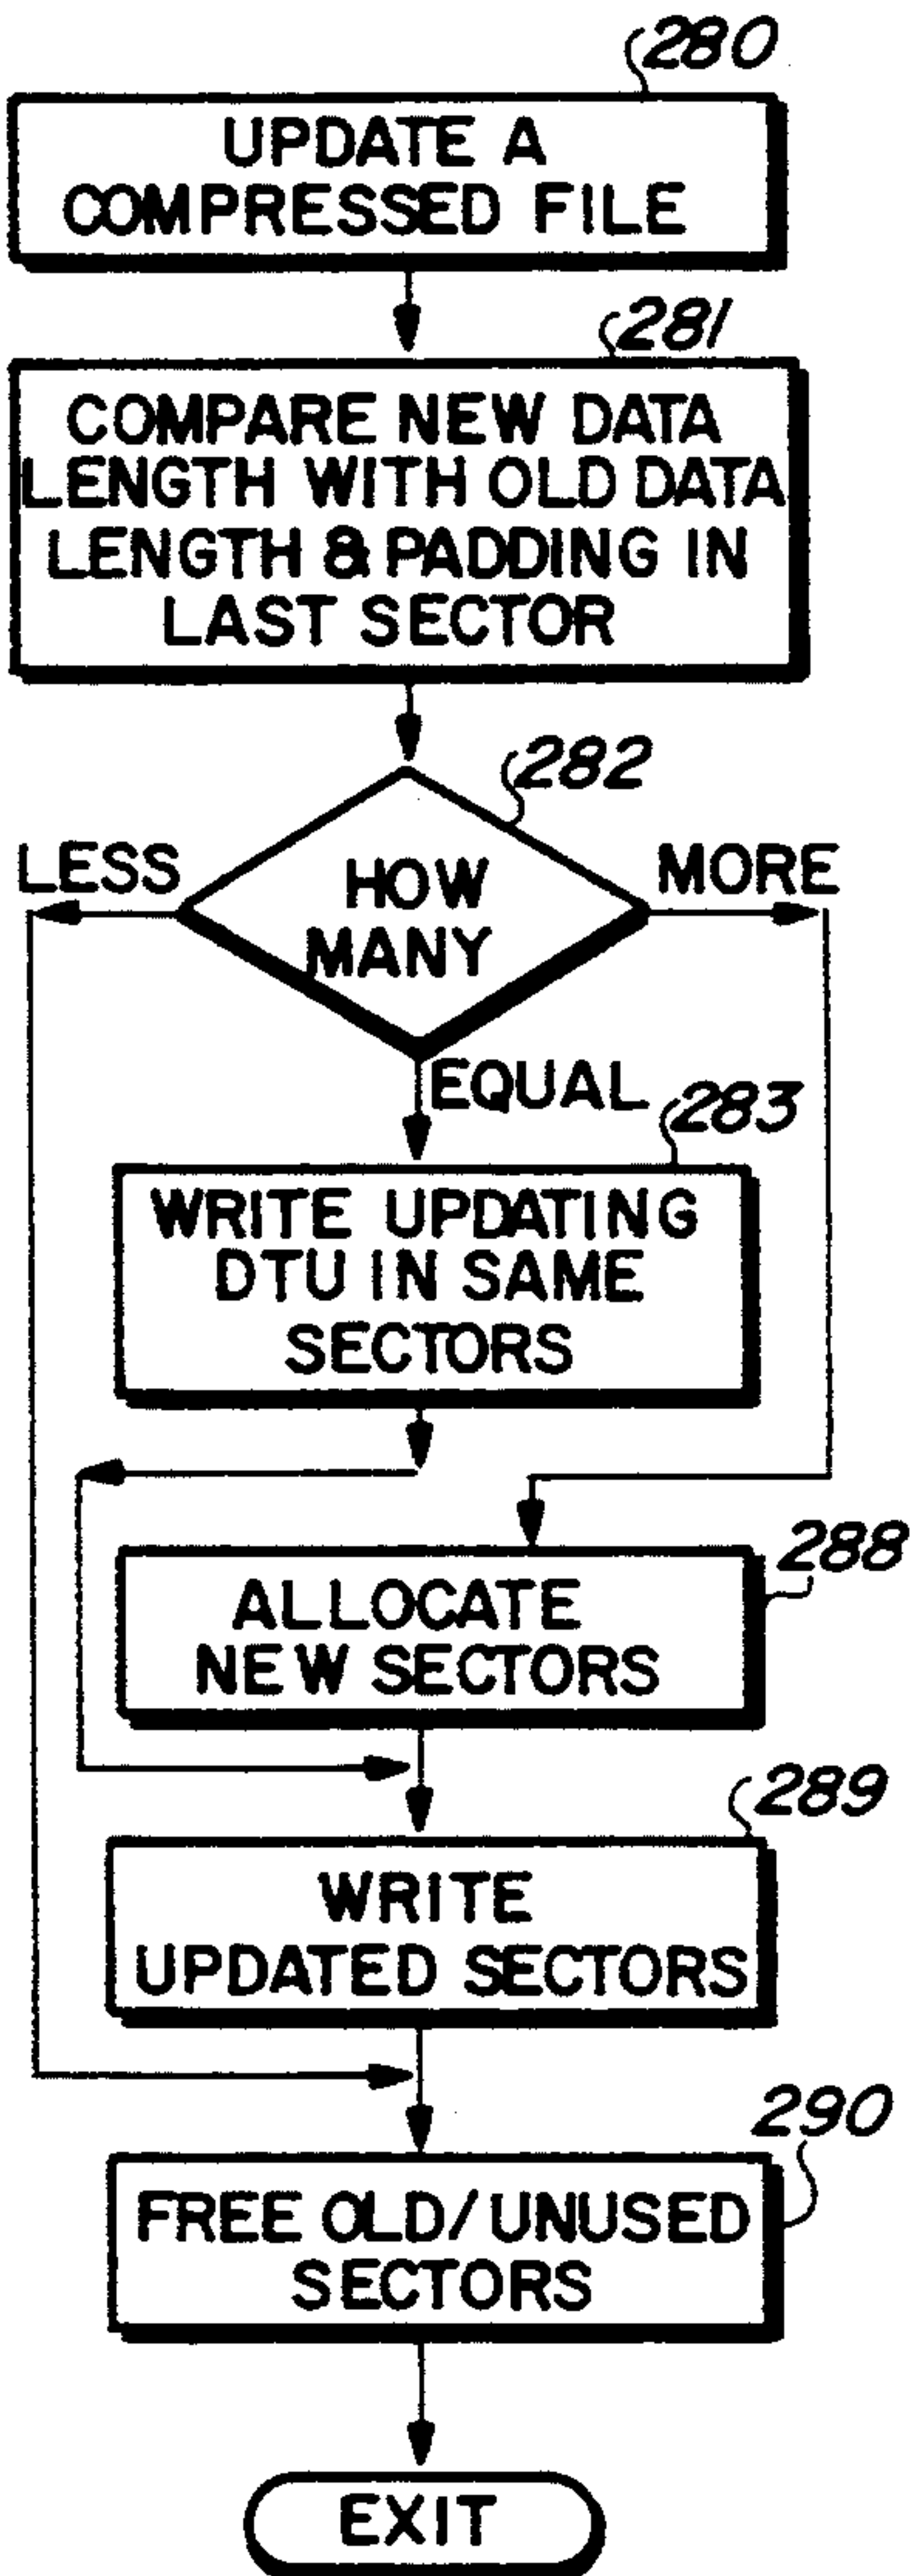 280
UPDATE A
COMPRESSED FILE
281
COMPARE NEW DATA
LENGTH WITH OLD DATA
LENGTH & PADDING IN
LAST SECTOR
282
LESS
HOW
MANY
MORE
EQUAL
283
WRITE UPDATING
DTU IN SAME
SECTORS
288
ALLOCATE
NEW SECTORS
289
WRITE
UPDATED SECTORS
290
FREE OLD/UNUSED
SECTORS
EXIT